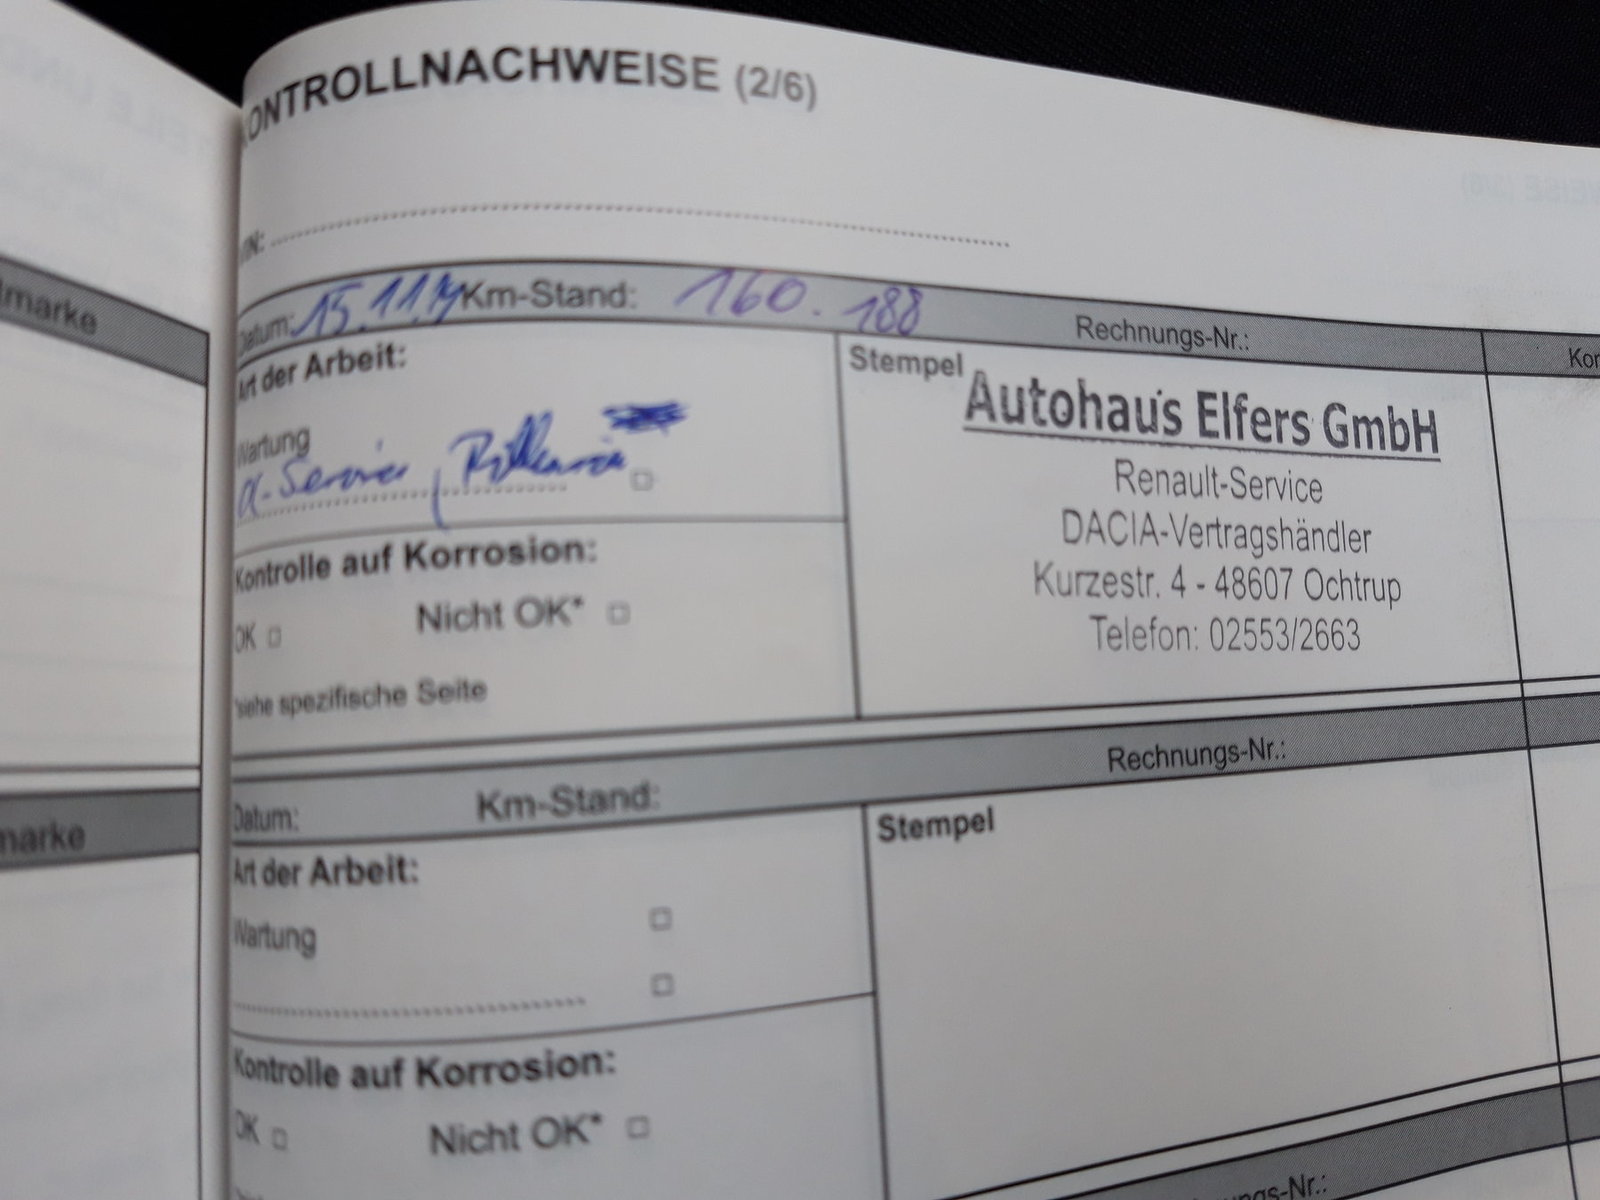 KONTROLLNACHWEISE (2/6)
VIN:
Datum: 15.11. Km-Stand: 160.188 Rechnungs-Nr.:
Art der Arbeit:
Wartung
Service,
Kontrolle auf Korrosion:
OK Nicht OK*
*siehe spezifische Seite
Stempel
Autohaus Elfers GmbH
Renault-Service
DACIA-Vertragshändler
Kurzestr. 4 - 48607 Ochtrup
Telefon: 02553/2663
Datum: Km-Stand: Rechnungs-Nr.:
Art der Arbeit:
Wartung
Kontrolle auf Korrosion:
OK Nicht OK*
Stempel